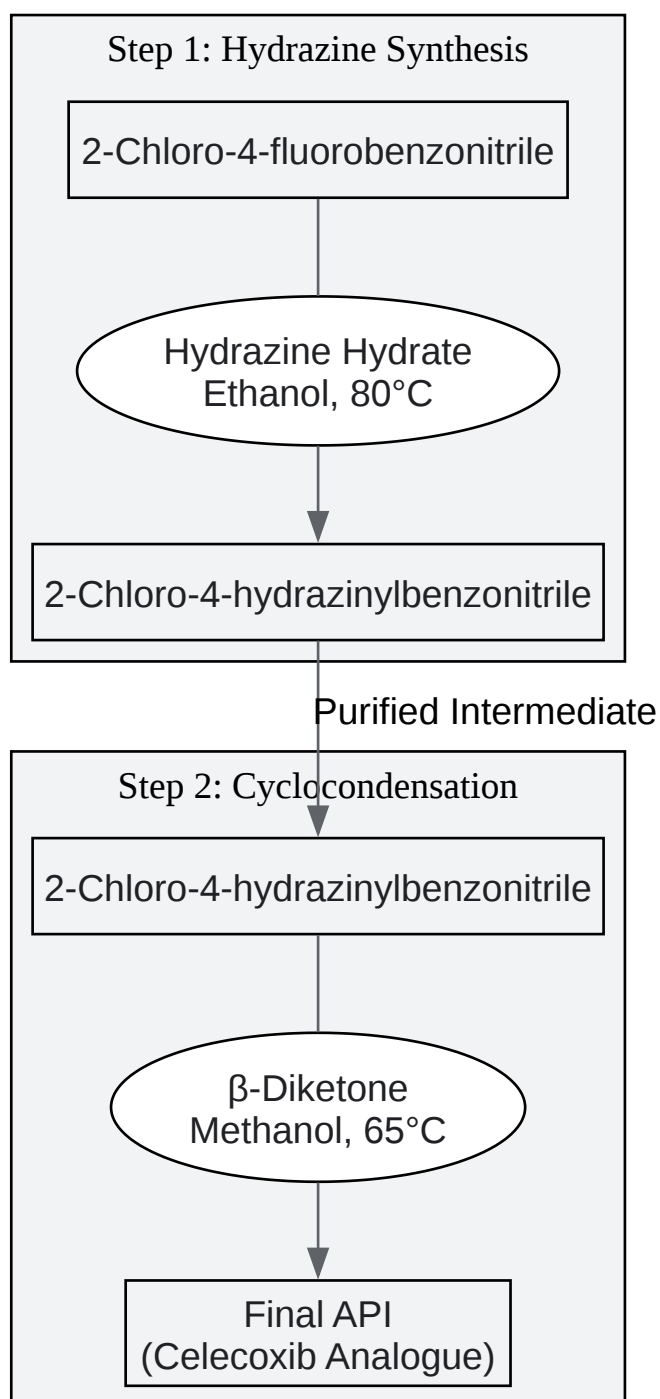 Step 1: Hydrazine Synthesis
2-Chloro-4-fluorobenzonitrile
Hydrazine Hydrate
Ethanol, 80°C
2-Chloro-4-hydrazinylbenzonitrile
Purified Intermediate
Step 2: Cyclocondensation
2-Chloro-4-hydrazinylbenzonitrile
β-Diketone
Methanol, 65°C
Final API
(Celecoxib Analogue)